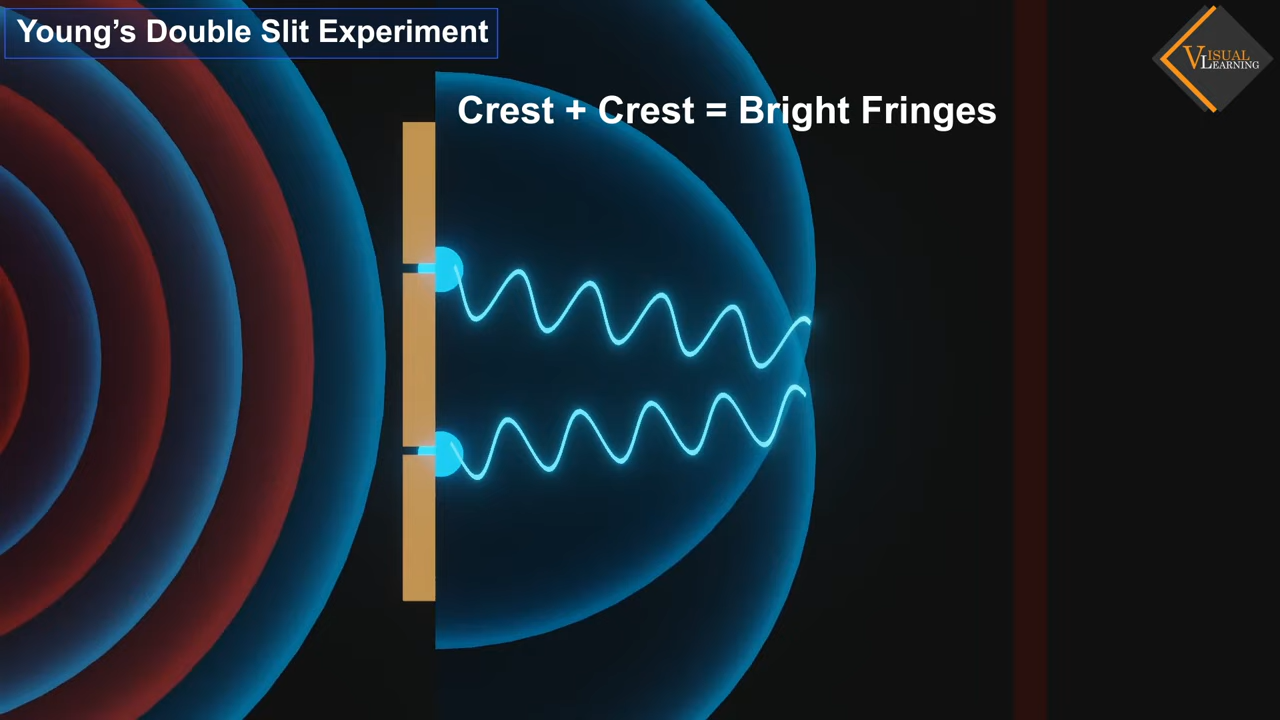 Young’s Double Slit Experiment
Crest + Crest = Bright Fringes
VISUAL
LEARNING